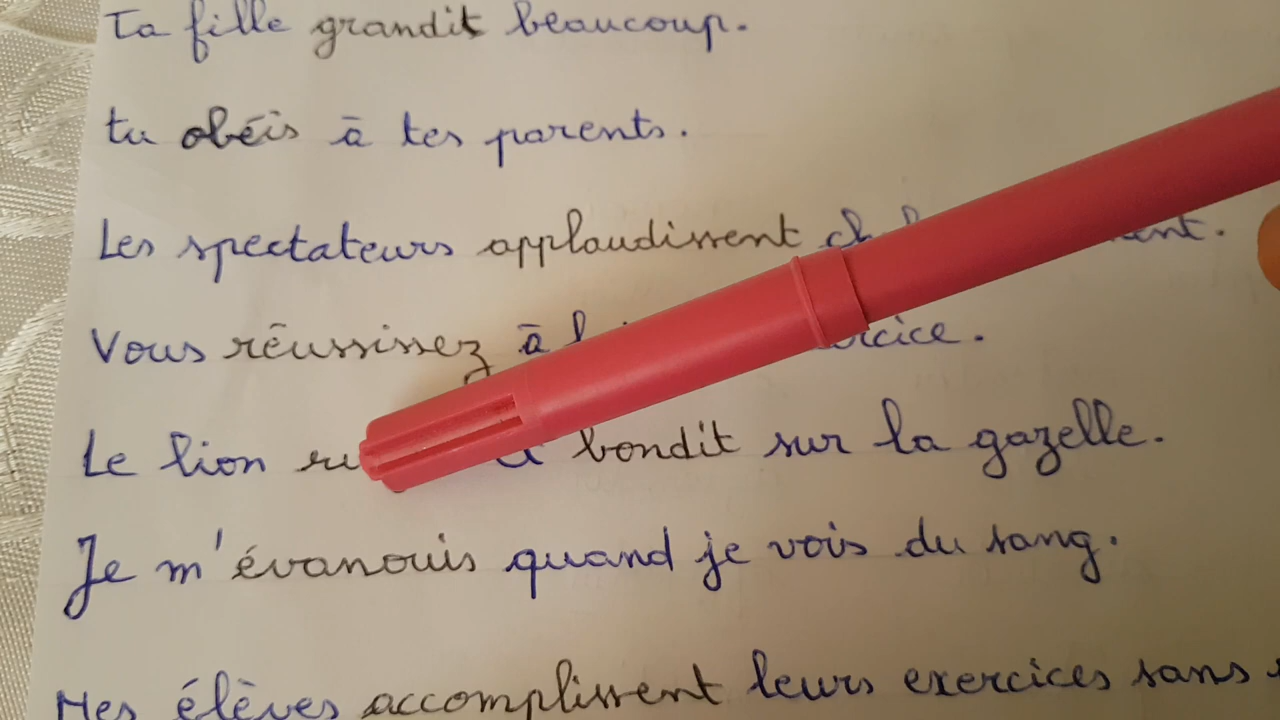 Ta fille grandit beaucoup.
tu obéis à tes parents.
Les spectateurs applaudissent
Vous réussissez à
Le lion bondit sur la gazelle.
Je m'évanouis quand je vois du sang.
Mes élèves accomplissent leurs exercices sans